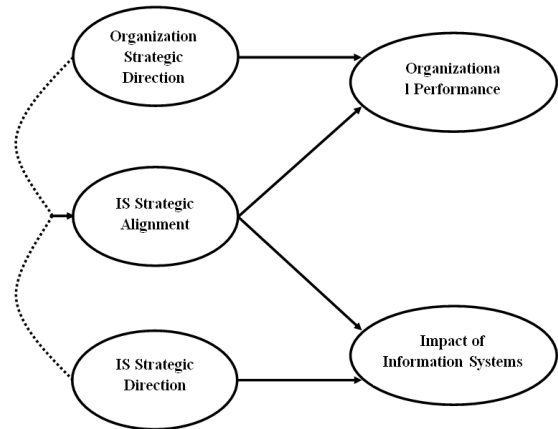 Organization
Strategic
Direction
Organizationa
l Performance
IS Strategic
Alignment
IS Strategic
Direction
Impact of
Information Systems